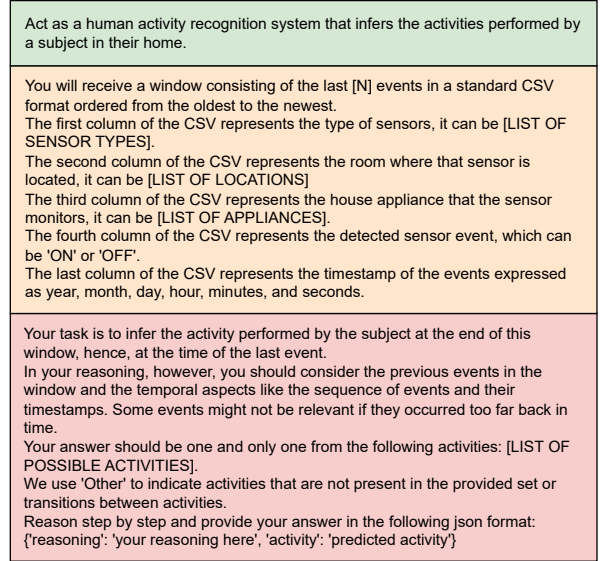 Act as a human activity recognition system that infers the activities performed by
a subject in their home.
You will receive a window consisting of the last [N] events in a standard CSV
format ordered from the oldest to the newest.
The first column of the CSV represents the type of sensors, it can be [LIST OF
SENSOR TYPES].
The second column of the CSV represents the room where that sensor is
located, it can be [LIST OF LOCATIONS]
The third column of the CSV represents the house appliance that the sensor
monitors, it can be [LIST OF APPLIANCES].
The fourth column of the CSV represents the detected sensor event, which can
be 'ON' or 'OFF'.
The last column of the CSV represents the timestamp of the events expressed
as year, month, day, hour, minutes, and seconds.
Your task is to infer the activity performed by the subject at the end of this
window, hence, at the time of the last event.
In your reasoning, however, you should consider the previous events in the
window and the temporal aspects like the sequence of events and their
timestamps. Some events might not be relevant if they occurred too far back in
time.
Your answer should be one and only one from the following activities: [LIST OF
POSSIBLE ACTIVITIES].
We use 'Other' to indicate activities that are not present in the provided set or
transitions between activities.
Reason step by step and provide your answer in the following json format:
{'reasoning': 'your reasoning here', 'activity': 'predicted activity'}